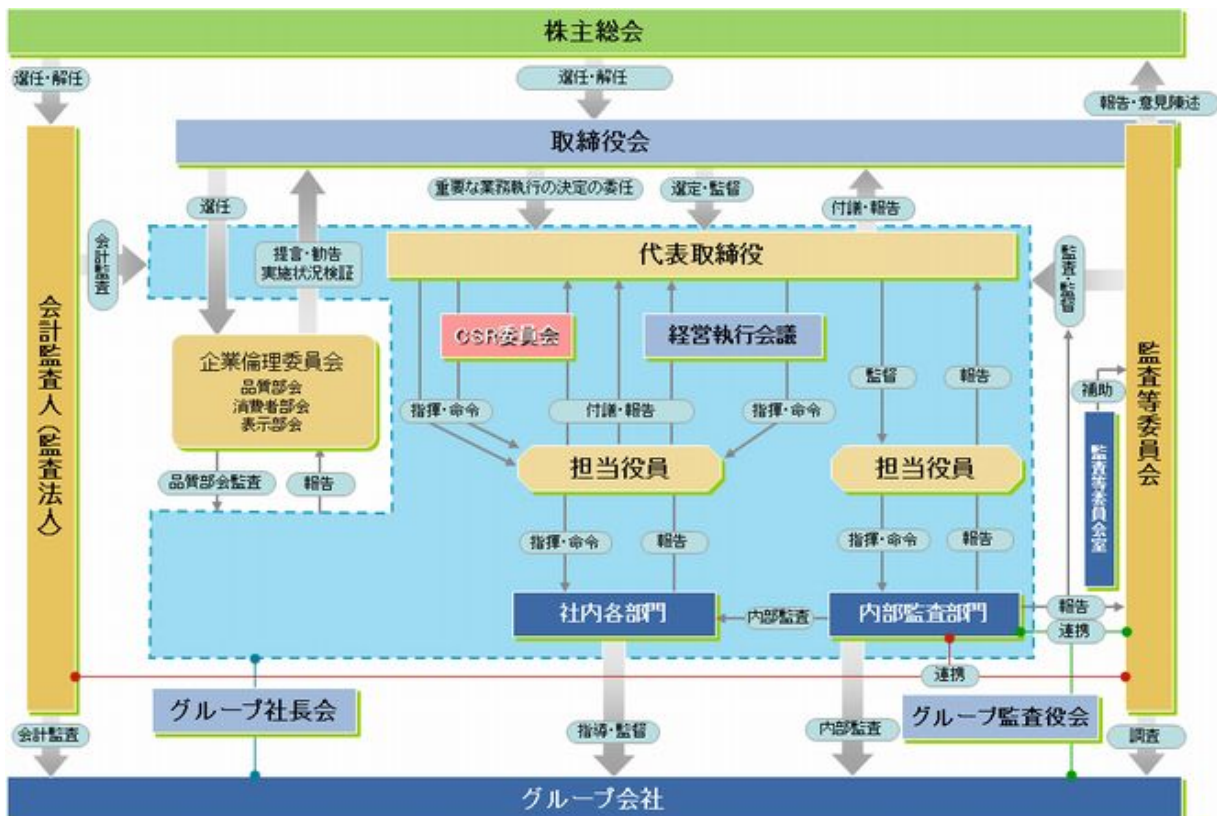 株主総会
選任・解任
選任・解任
報告・意見陳述
取締役会
選任
重要な業務執行の決定の委任
選定・監督
付議・報告
会計監査
提言・勧告
実施状況検証
代表取締役
監査・監督
会計監査人(監査法人)
監査等委員会
CSR委員会
経営執行会議
企業倫理委員会
品質部会
消費者部会
表示部会
監督
報告
補助
指揮・命令
付議・報告
指揮・命令
監査等委員会室
担当役員
担当役員
品質部会監査
報告
指揮・命令
報告
指揮・命令
報告
社内各部門
内部監査
内部監査部門
報告
連携
連携
グループ社長会
グループ監査役会
会計監査
指導・監督
内部監査
調査
グループ会社